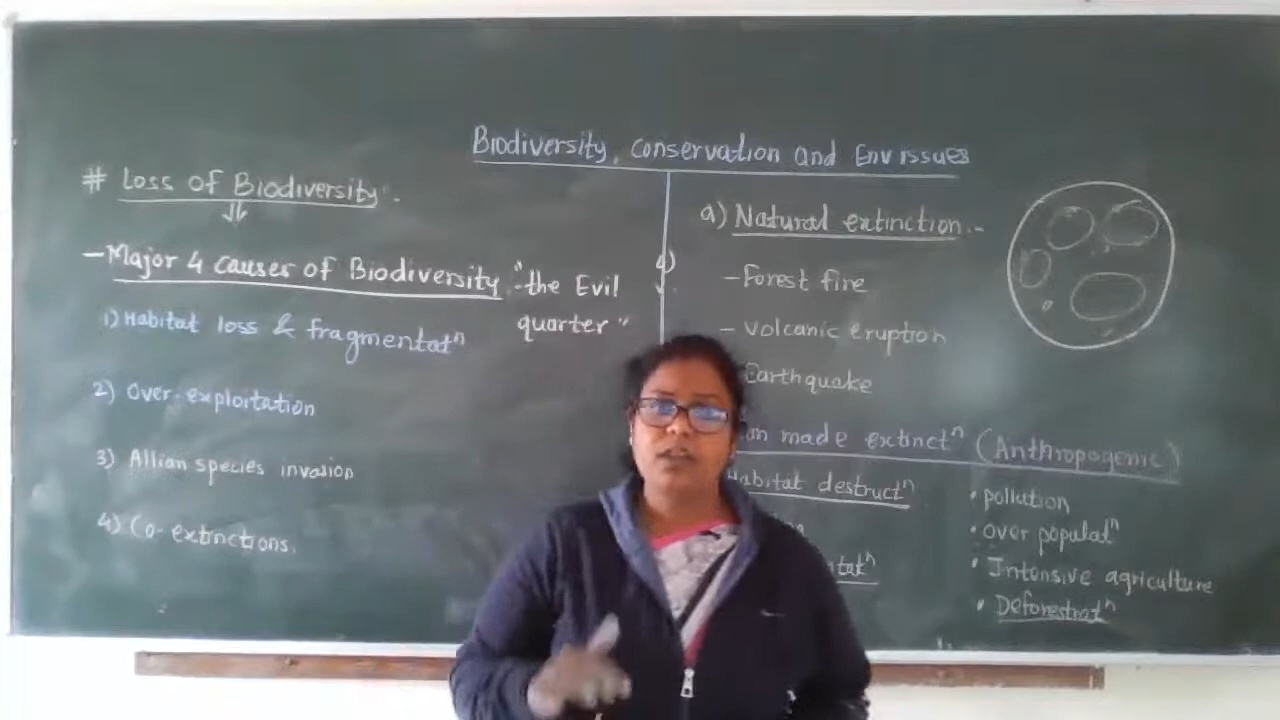 Biodiversity, Conservation and Env issues
# Loss of Biodiversity.
- Major 4 causes of Biodiversity "the Evil
quarter"
1) Habitat loss & fragmentatⁿ
2) Over-exploitation
3) Allian species invasion
4) Co-extinctions.
a) Natural extinction.-
- Forest fire
- Volcanic eruption
Earthquake
made extinctⁿ (Anthropogenic)
Habitat destructⁿ
• pollution
• over populatⁿ
• Intensive agriculture
• Deforestratⁿ